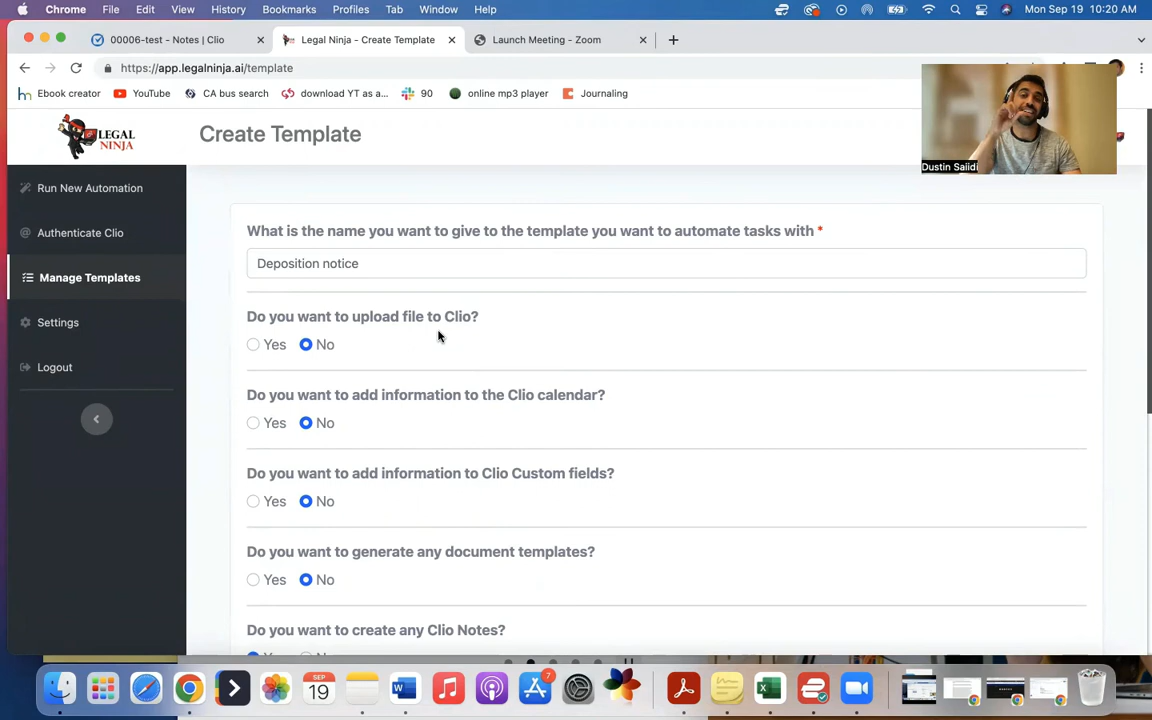 Chrome File Edit View History Bookmarks Profiles Tab Window Help Mon Sep 19 10:20 AM
00006-test - Notes | Clio Legal Ninja - Create Template Launch Meeting - Zoom
https://app.legalninja.ai/template
Ebook creator YouTube CA bus search download YT as a... 90 online mp3 player Journaling
LEGAL
NINJA
Create Template
Dustin Saiidi
Run New Automation
Authenticate Clio
Manage Templates
Settings
Logout
What is the name you want to give to the template you want to automate tasks with *
Deposition notice
Do you want to upload file to Clio?
Yes No
Do you want to add information to the Clio calendar?
Yes No
Do you want to add information to Clio Custom fields?
Yes No
Do you want to generate any document templates?
Yes No
Do you want to create any Clio Notes?
SEP
19
7